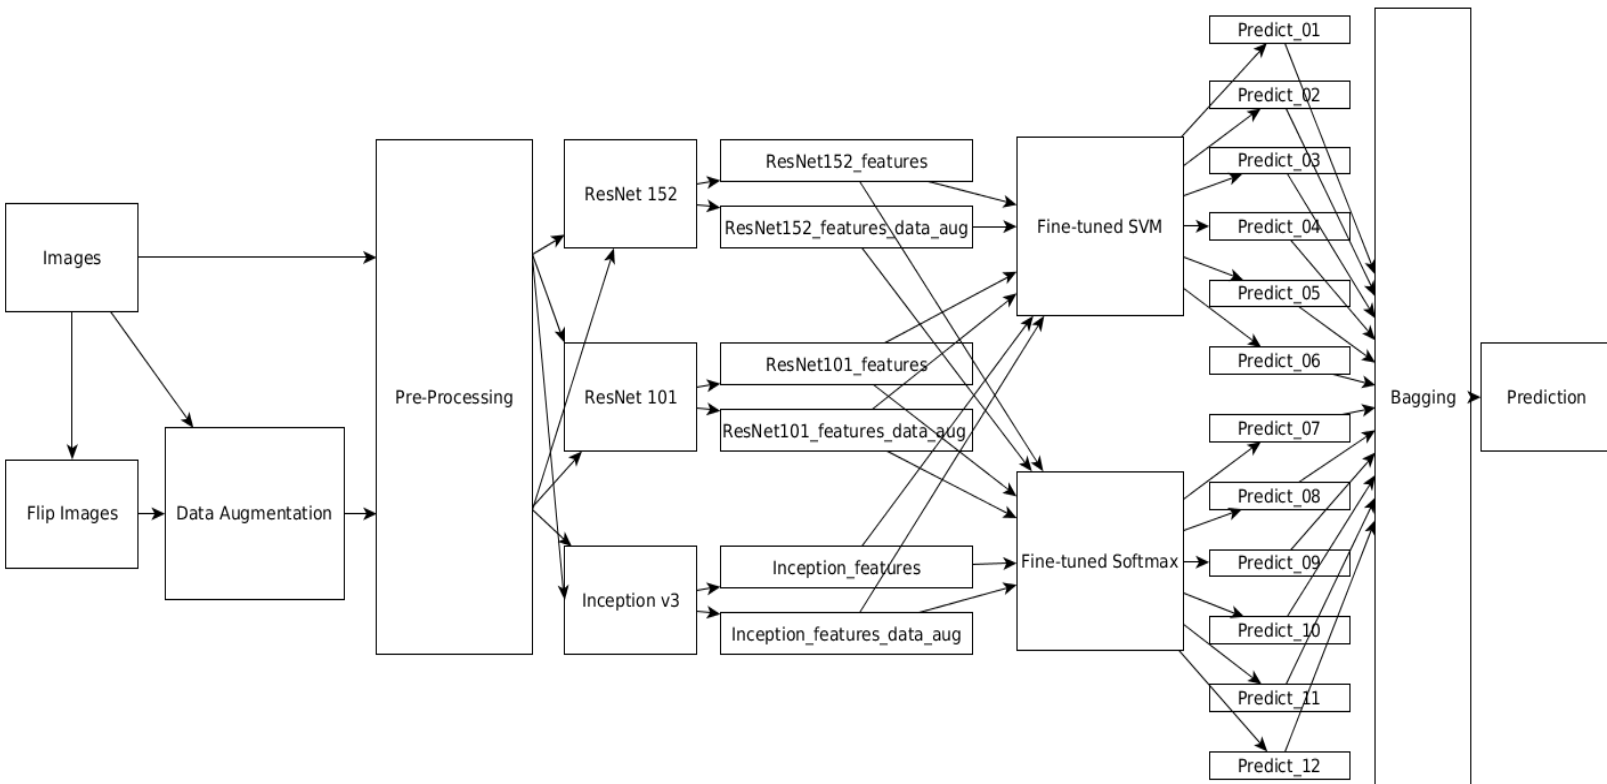 Images
Flip Images
Data Augmentation
Pre-Processing
ResNet 152
ResNet 101
Inception v3
ResNet152_features
ResNet152_features_data_aug
ResNet101_features
ResNet101_features_data_aug
Inception_features
Inception_features_data_aug
Fine-tuned SVM
Fine-tuned Softmax
Predict_01
Predict_02
Predict_03
Predict_04
Predict_05
Predict_06
Predict_07
Predict_08
Predict_09
Predict_10
Predict_11
Predict_12
Bagging
Prediction